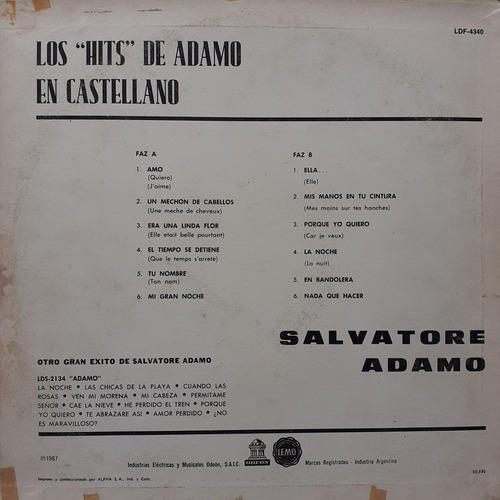 LDF-4340
LOS "HITS" DE ADAMO
EN CASTELLANO
FAZ A
1. AMO
(Quiero)
(J'aime)
2. UN MECHON DE CABELLOS
(Une meche de cheveux)
3. ERA UNA LINDA FLOR
(Elle etait belle pourtant)
4. EL TIEMPO SE DETIENE
(Que le temps s'arrete)
5. TU NOMBRE
(Ton nom)
6. MI GRAN NOCHE
FAZ B
1. ELLA...
(Elle)
2. MIS MANOS EN TU CINTURA
(Mes mains sur tes hanches)
3. PORQUE YO QUIERO
(Car je veux)
4. LA NOCHE
(La nuit)...
5. EN BANDOLERA
6. NADA QUE HACER
SALVATORE
ADAMO
OTRO GRAN EXITO DE SALVATORE ADAMO
LDS-2134 "ADAMO"
LA NOCHE • LAS CHICAS DE LA PLAYA • CUANDO LAS
ROSAS • VEN MI MORENA • MI CABEZA • PERMITAME
SEÑOR • CAE LA NIEVE • HE PERDIDO EL TREN • PORQUE
YO QUIERO • TE ABRAZARE ASI • AMOR PERDIDO • ¿NO
ES MARAVILLOSO?
℗1967
Industrias Eléctricas y Musicales Odeón, S.A.I.C.
ODEON
LEMO
Marcas Registradas - Industria Argentina
Impreso y confeccionado por ALPHA S.A., Ind. y Com.